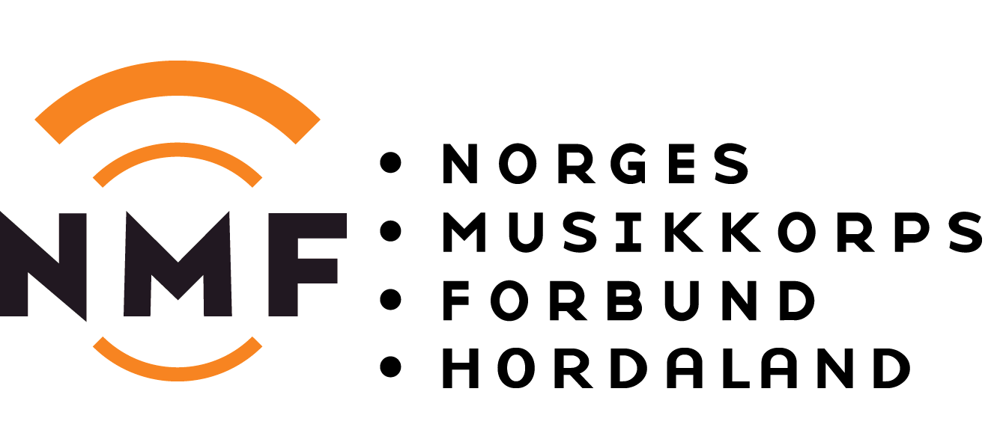 NMF
• NORGES
• MUSIKKORPS
• FORBUND
• HORDALAND